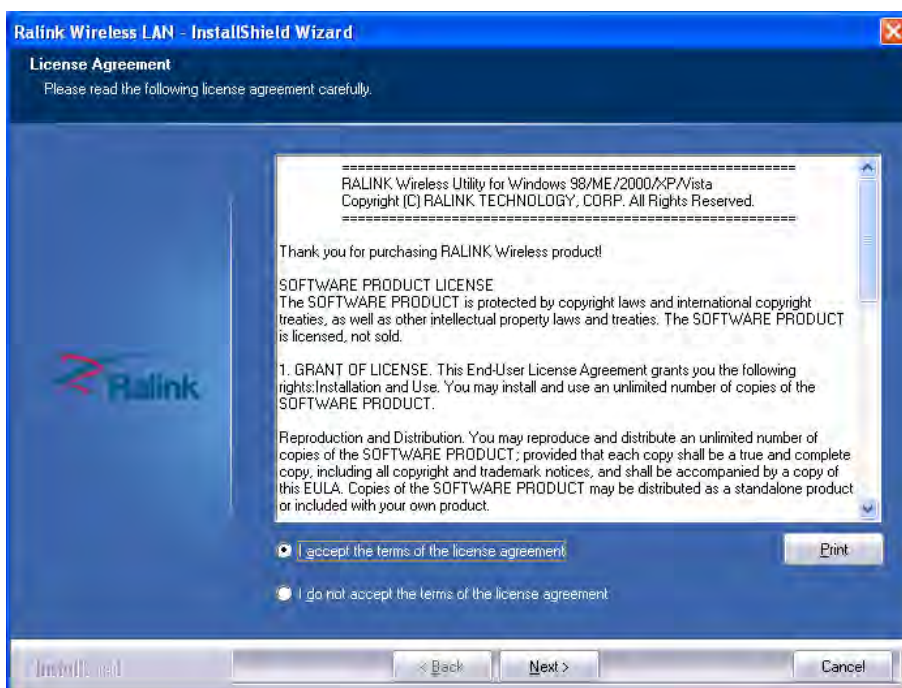 Ralink Wireless LAN - InstallShield Wizard
License Agreement
Please read the following license agreement carefully.
==========================================================
RALINK Wireless Utility for Windows 98/ME/2000/XP/Vista
Copyright (C) RALINK TECHNOLOGY, CORP. All Rights Reserved.
==========================================================
Thank you for purchasing RALINK Wireless product!
SOFTWARE PRODUCT LICENSE
The SOFTWARE PRODUCT is protected by copyright laws and international copyright
treaties, as well as other intellectual property laws and treaties. The SOFTWARE PRODUCT
is licensed, not sold.
1. GRANT OF LICENSE. This End-User License Agreement grants you the following
rights:Installation and Use. You may install and use an unlimited number of copies of the
SOFTWARE PRODUCT.
Reproduction and Distribution. You may reproduce and distribute an unlimited number of
copies of the SOFTWARE PRODUCT; provided that each copy shall be a true and complete
copy, including all copyright and trademark notices, and shall be accompanied by a copy of
this EULA. Copies of the SOFTWARE PRODUCT may be distributed as a standalone product
or included with your own product.
Ralink
I accept the terms of the license agreement
Print
I do not accept the terms of the license agreement
InstallShield
< Back
Next >
Cancel